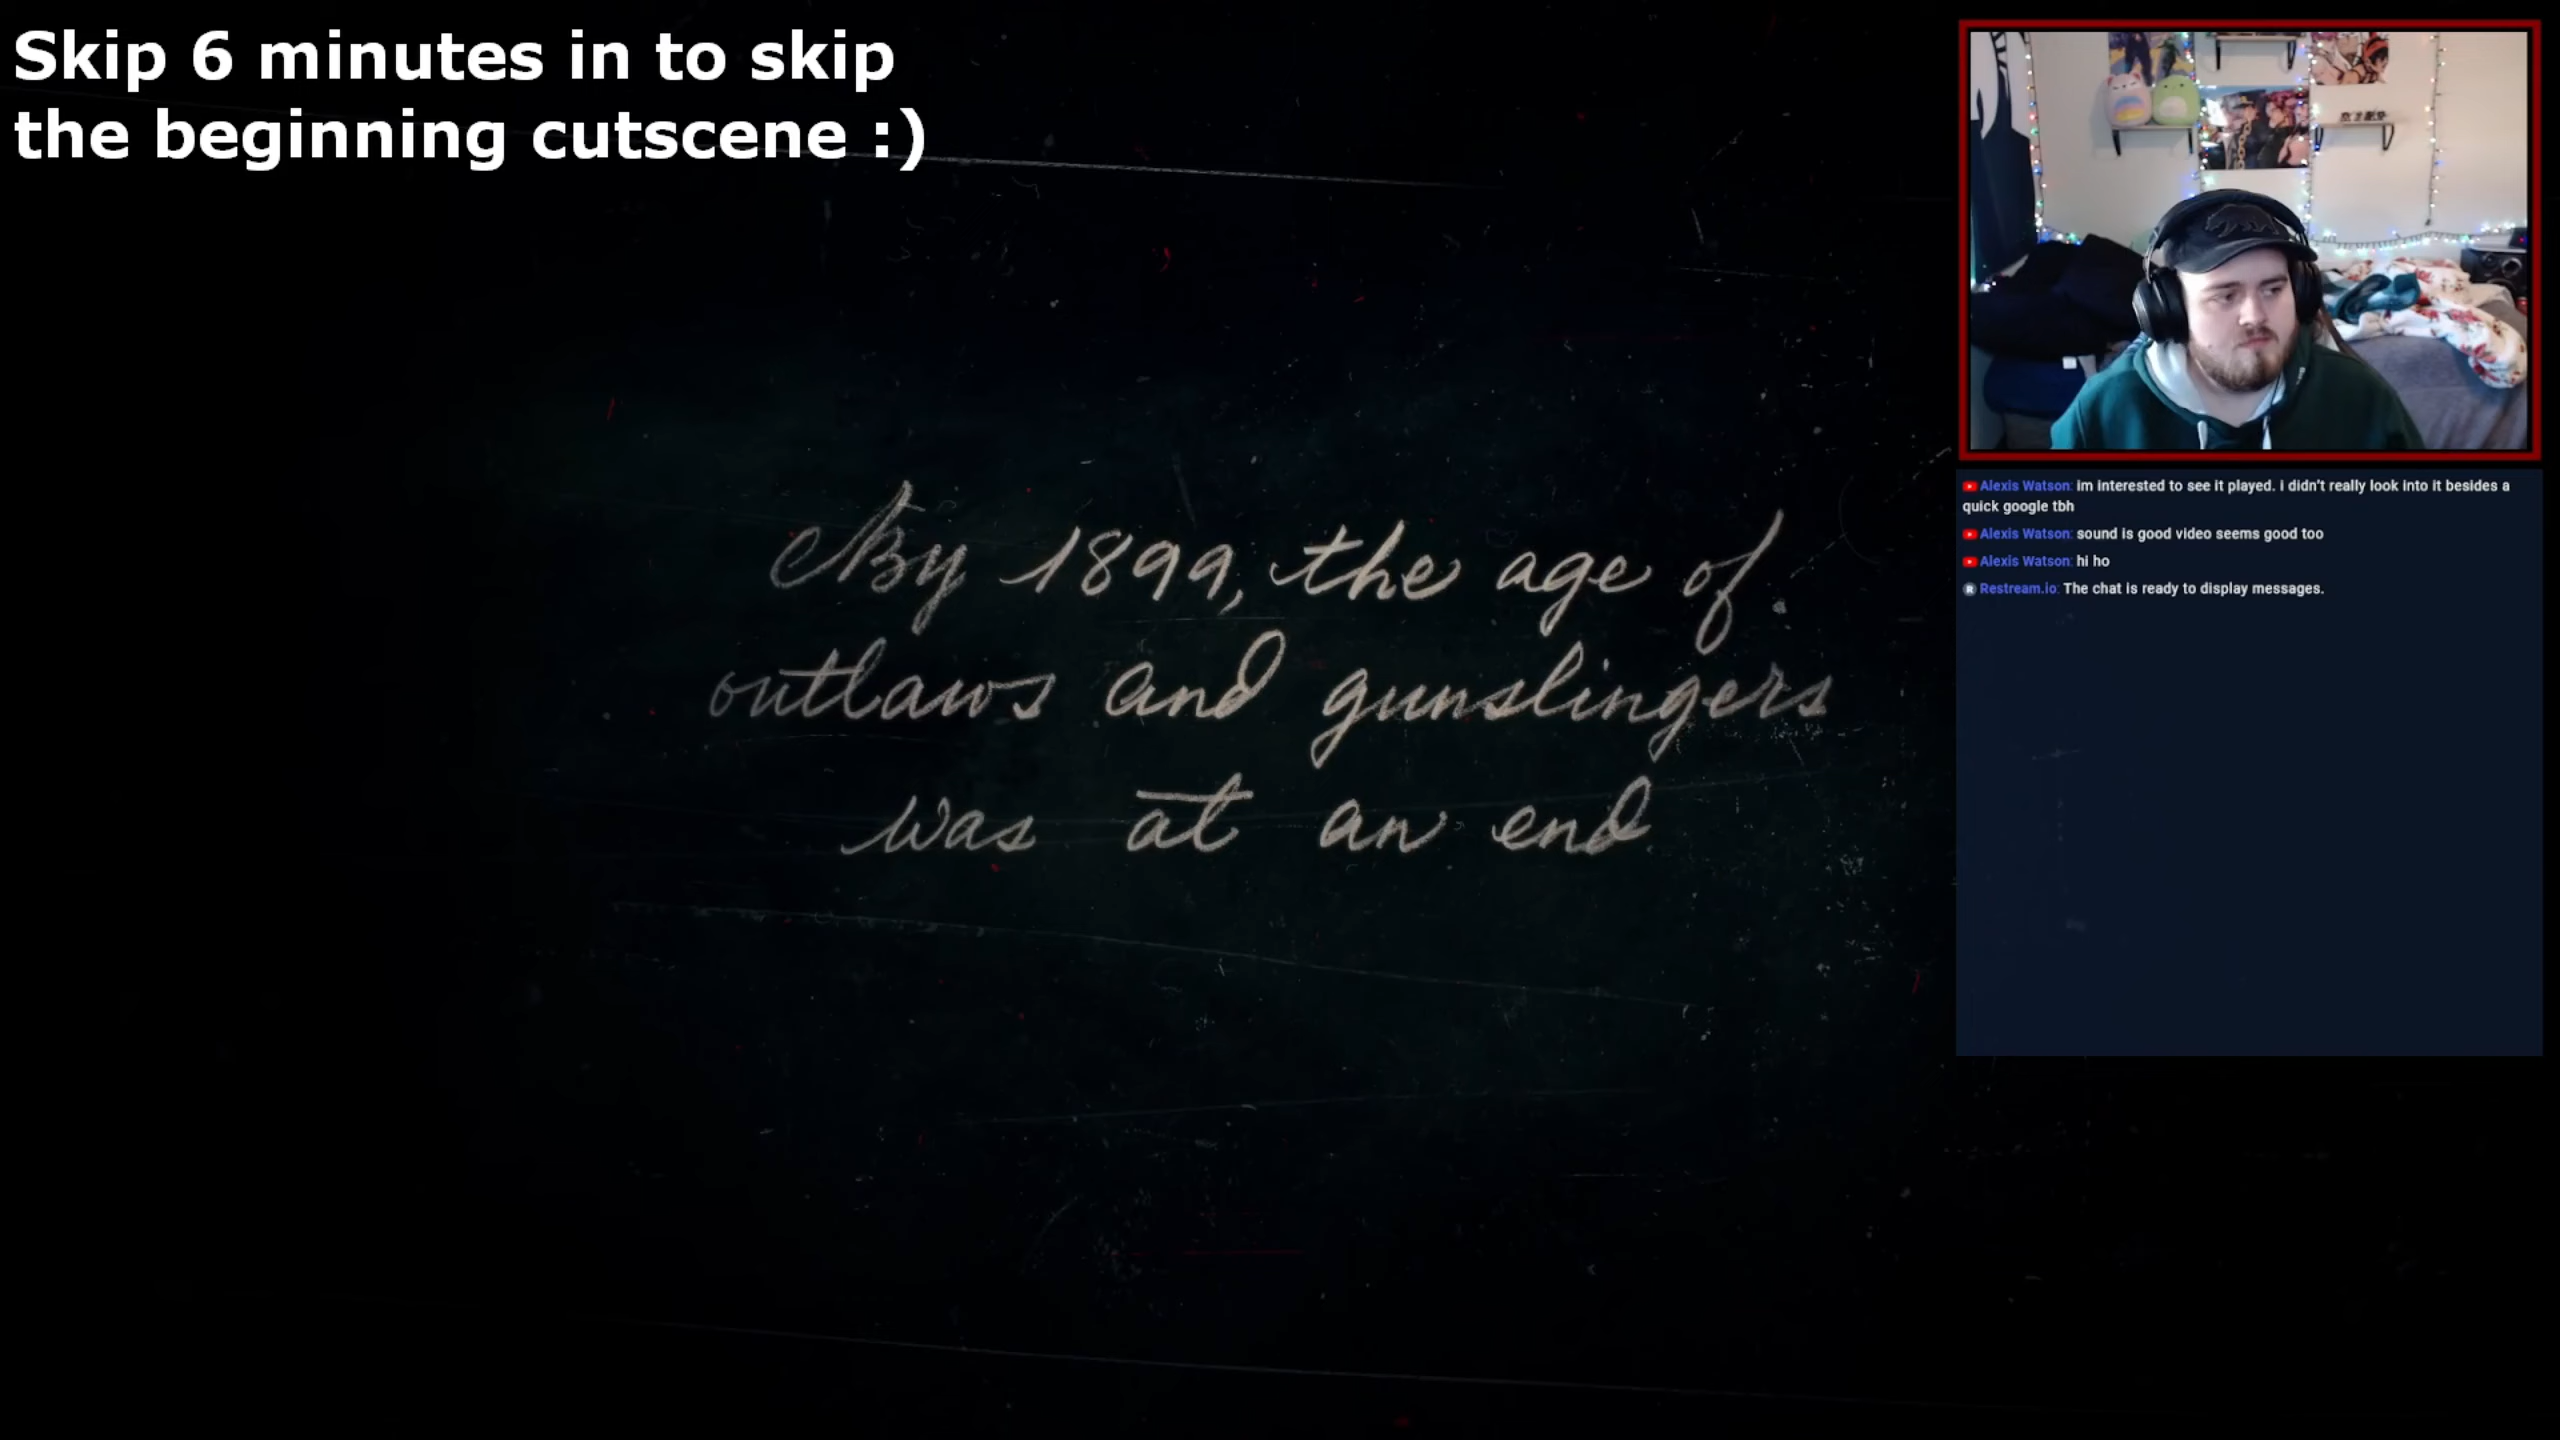 Skip 6 minutes in to skip
the beginning cutscene :)
By 1899, the age of
outlaws and gunslingers
was at an end
Alexis Watson: im interested to see it played. i didn't really look into it besides a
quick google tbh
Alexis Watson: sound is good video seems good too
Alexis Watson: hi ho
Restream.io: The chat is ready to display messages.